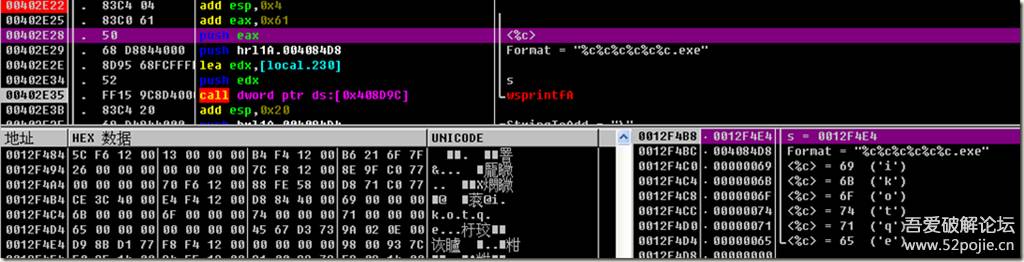 00402E22 83C4 04 add esp,0x4
00402E25 83C0 61 add eax,0x61
00402E28 50 push eax <%c>
00402E29 68 D8844000 push hrl1A.004084D8 Format = "%c%c%c%c%c%c.exe"
00402E2E 8D95 68FCFFFF lea edx,[local.230]
00402E34 52 push edx s
00402E35 FF15 9C8D4000 call dword ptr ds:[0x408D9C] wsprintfA
00402E3B 83C4 20 add esp,0x20
地址 HEX 数据 UNICODE
0012F484 5C F6 12 00 13 00 00 00 B4 F4 12 00 B6 21 6F 7F
0012F494 26 00 00 00 00 00 00 00 7C F8 12 00 8E 9F C0 77
0012F4A4 00 00 00 00 70 F6 12 00 88 FE 58 00 D8 71 C0 77
0012F4B4 CE 3C 40 00 E4 F4 12 00 D8 84 40 00 69 00 00 00
0012F4C4 6B 00 00 00 6F 00 00 00 74 00 00 00 71 00 00 00 k.o.t.q.
0012F4D4 65 00 00 00 00 00 00 00 45 67 D3 73 9A 02 0E 00
0012F4E4 D9 8B D1 77 F8 F4 12 00 00 00 00 00 98 00 93 7C
0012F4B8 0012F4E4 s = 0012F4E4
0012F4BC 004084D8 Format = "%c%c%c%c%c%c.exe"
0012F4C0 00000069 <%c> = 69 ('i')
0012F4C4 0000006B <%c> = 6B ('k')
0012F4C8 0000006F <%c> = 6F ('o')
0012F4CC 00000074 <%c> = 74 ('t')
0012F4D0 00000071 <%c> = 71 ('q')
0012F4D4 00000065 <%c> = 65 ('e')
0012F4D8 00000000
吾爱破解论坛
www.52pojie.cn